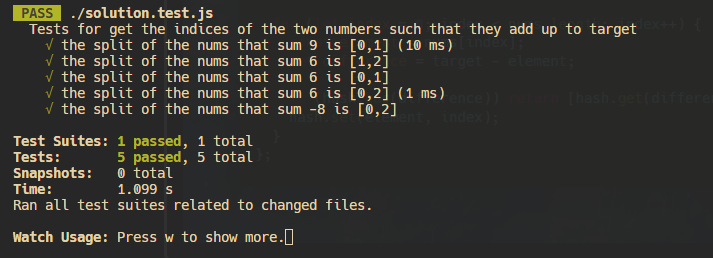 PASS ./solution.test.js
Tests for get the indices of the two numbers such that they add up to target
√ the split of the nums that sum 9 is [0,1] (10 ms)
√ the split of the nums that sum 6 is [1,2]
√ the split of the nums that sum 6 is [0,1]
√ the split of the nums that sum 6 is [0,2] (1 ms)
√ the split of the nums that sum -8 is [0,2]
Test Suites: 1 passed, 1 total
Tests: 5 passed, 5 total
Snapshots: 0 total
Time: 1.099 s
Ran all test suites related to changed files.
Watch Usage: Press w to show more.